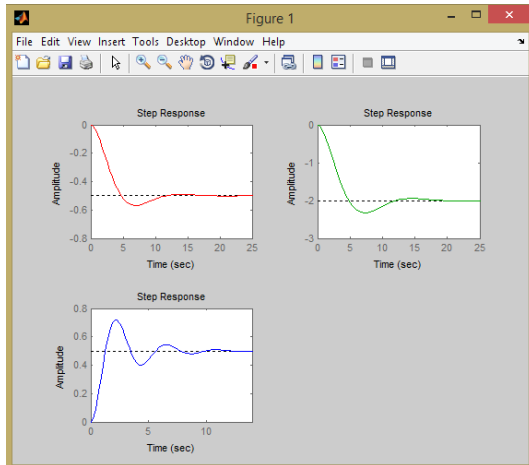 Figure 1
File Edit View Insert Tools Desktop Window Help
Step Response
0
-0.2
-0.4
-0.6
-0.8
Amplitude
0 5 10 15 20 25
Time (sec)
Step Response
0
-1
-2
-3
Amplitude
0 5 10 15 20 25
Time (sec)
Step Response
0.8
0.6
0.4
0.2
0
Amplitude
0 5 10
Time (sec)